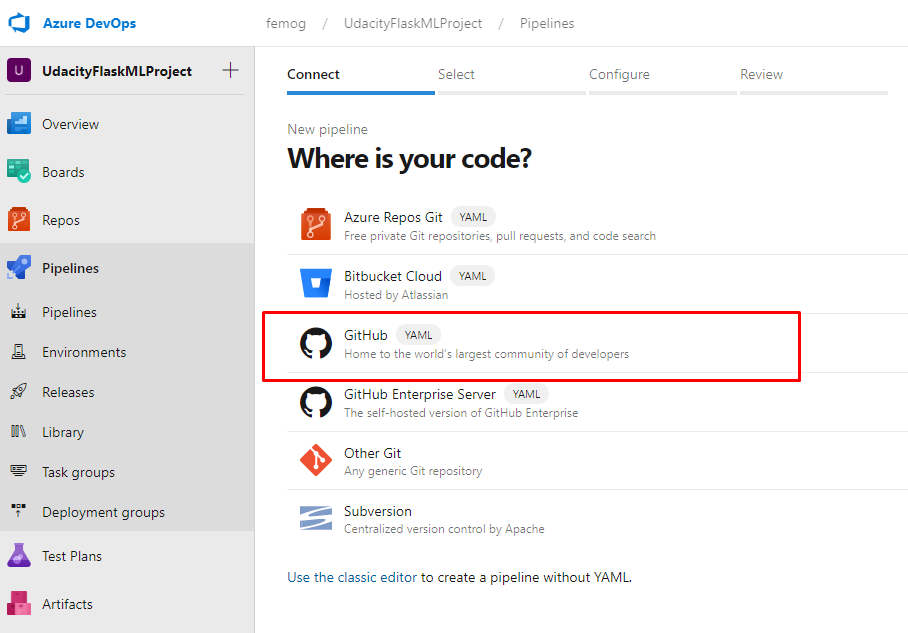 Azure DevOps
femog / UdacityFlaskMLProject / Pipelines
U UdacityFlaskMLProject
Overview
Boards
Repos
Pipelines
Pipelines
Environments
Releases
Library
Task groups
Deployment groups
Test Plans
Artifacts
Connect Select Configure Review
New pipeline
Where is your code?
Azure Repos Git YAML
Free private Git repositories, pull requests, and code search
Bitbucket Cloud YAML
Hosted by Atlassian
GitHub YAML
Home to the world's largest community of developers
GitHub Enterprise Server YAML
The self-hosted version of GitHub Enterprise
Other Git
Any generic Git repository
Subversion
Centralized version control by Apache
Use the classic editor to create a pipeline without YAML.